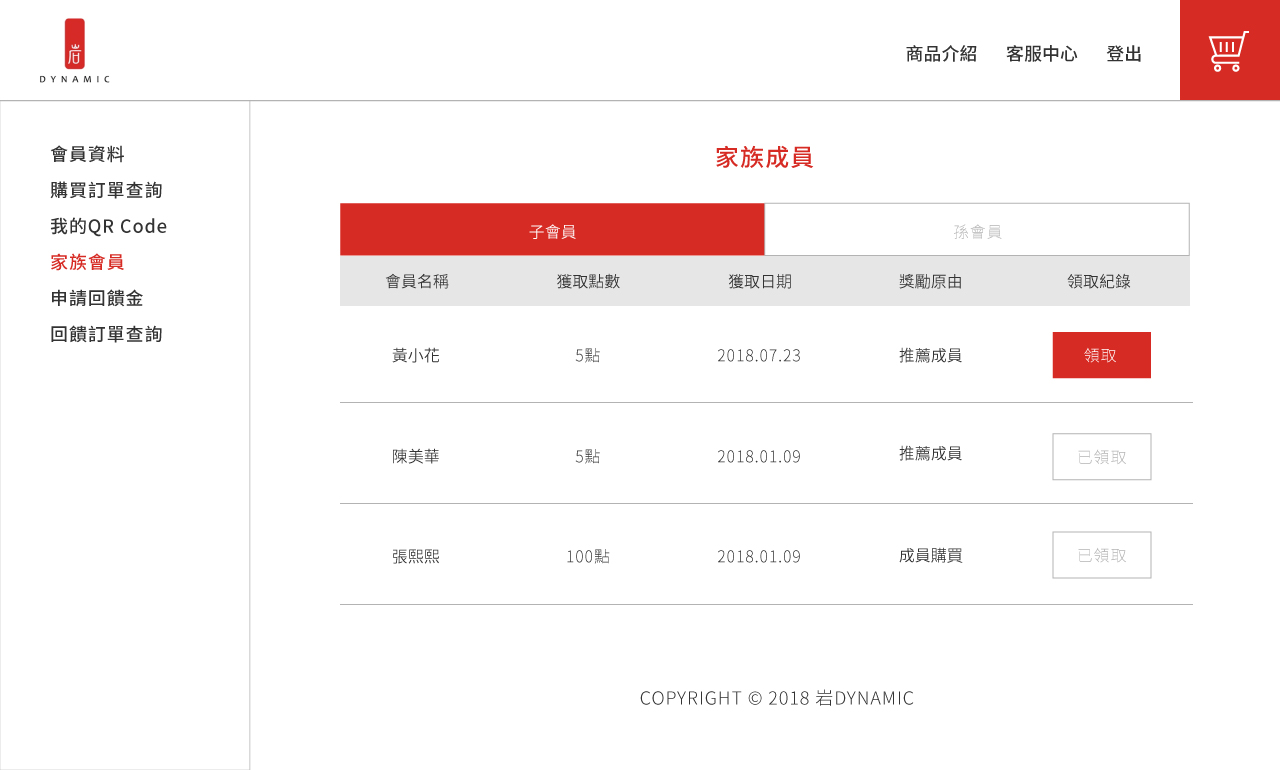 岩
DYNAMIC
商品介紹 客服中心 登出
會員資料
購買訂單查詢
我的QR Code
家族會員
申請回饋金
回饋訂單查詢
家族成員
子會員 孫會員
會員名稱 獲取點數 獲取日期 獎勵原由 領取紀錄
黃小花 5點 2018.07.23 推薦成員 領取
陳美華 5點 2018.01.09 推薦成員 已領取
張熙熙 100點 2018.01.09 成員購買 已領取
COPYRIGHT © 2018 岩DYNAMIC